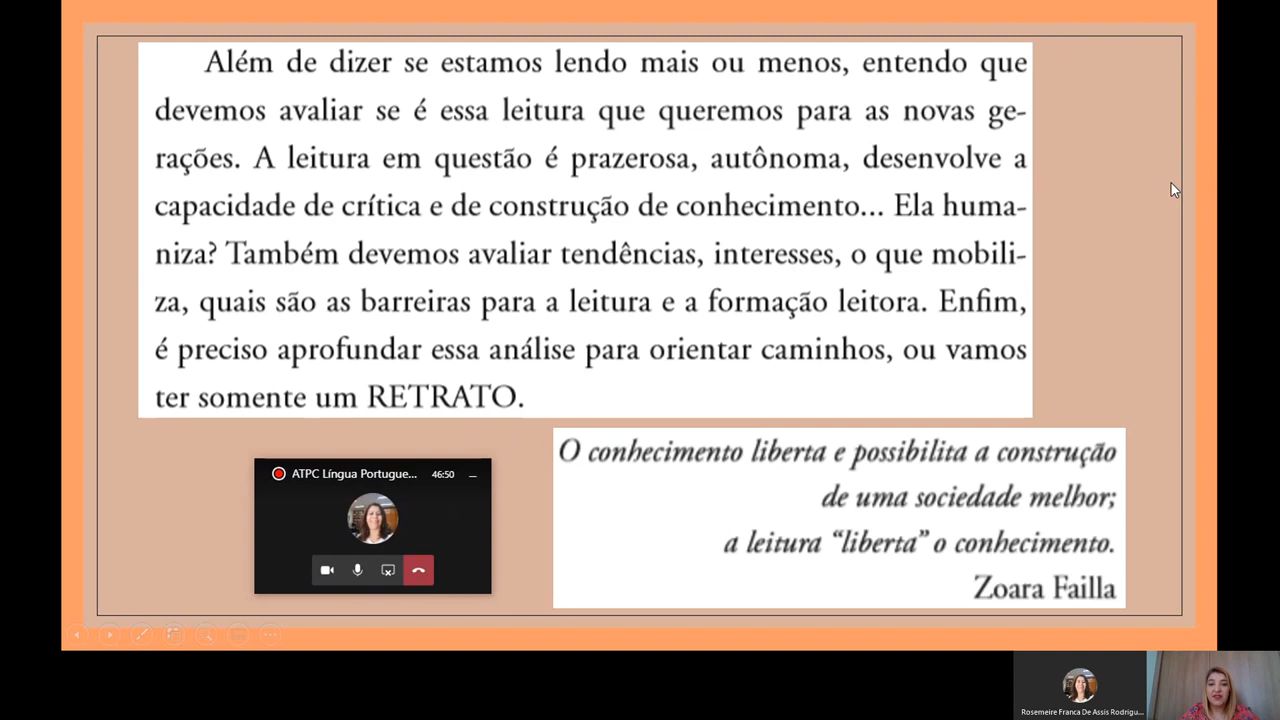 Além de dizer se estamos lendo mais ou menos, entendo que
devemos avaliar se é essa leitura que queremos para as novas ge-
rações. A leitura em questão é prazerosa, autônoma, desenvolve a
capacidade de crítica e de construção de conhecimento... Ela huma-
niza? Também devemos avaliar tendências, interesses, o que mobili-
za, quais são as barreiras para a leitura e a formação leitora. Enfim,
é preciso aprofundar essa análise para orientar caminhos, ou vamos
ter somente um RETRATO.
O conhecimento liberta e possibilita a construção
de uma sociedade melhor;
a leitura “liberta” o conhecimento.
Zoara Failla
ATPC Língua Portugue... 46:50
Rosemeire Franca De Assis Rodrigu...